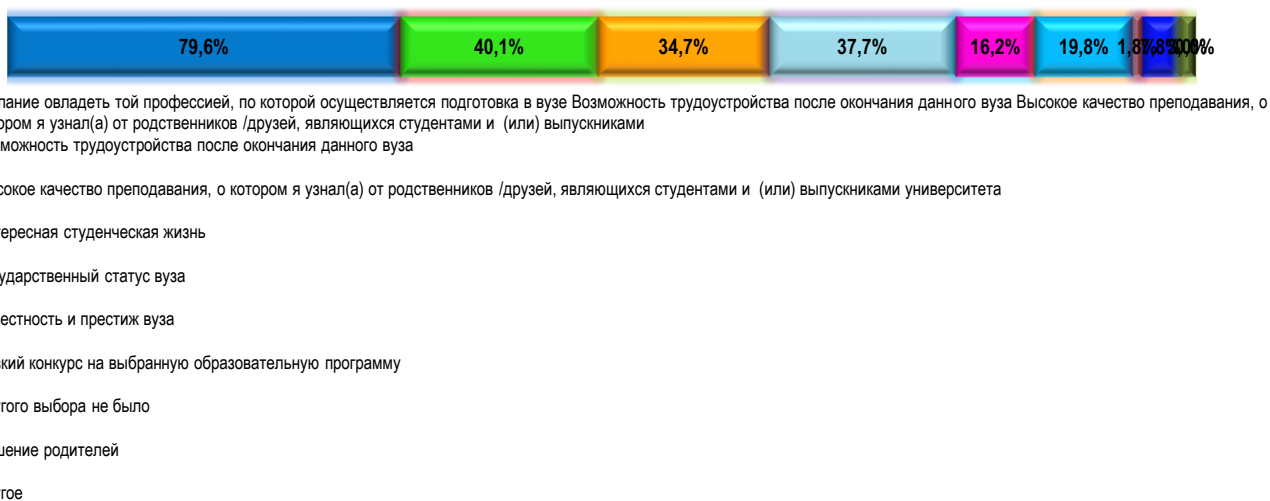 79,6% 40,1% 34,7% 37,7% 16,2% 19,8% 1,8%
лание овладеть той профессией, по которой осуществляется подготовка в вузе Возможность трудоустройства после окончания данного вуза Высокое качество преподавания, о
ором я узнал(а) от родственников /друзей, являющихся студентами и (или) выпускниками
можность трудоустройства после окончания данного вуза
сокое качество преподавания, о котором я узнал(а) от родственников /друзей, являющихся студентами и (или) выпускниками университета
тересная студенческая жизнь
ударственный статус вуза
естность и престиж вуза
зкий конкурс на выбранную образовательную программу
гого выбора не было
шение родителей
гое